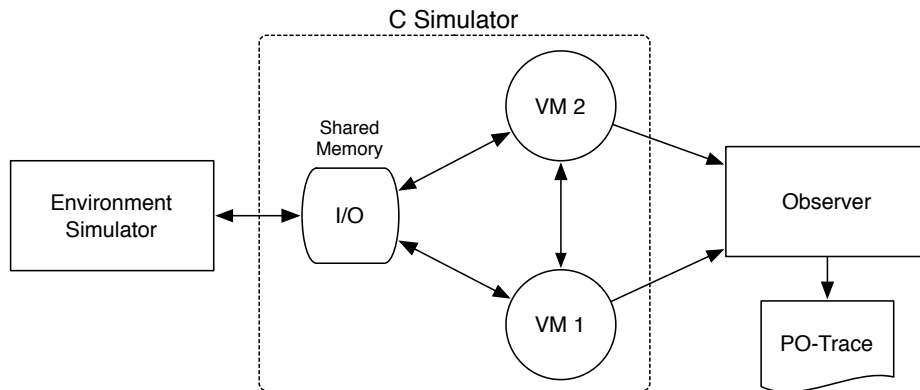 C Simulator
VM 2
Shared
Memory
Environment
Simulator
I/O
Observer
VM 1
PO-Trace